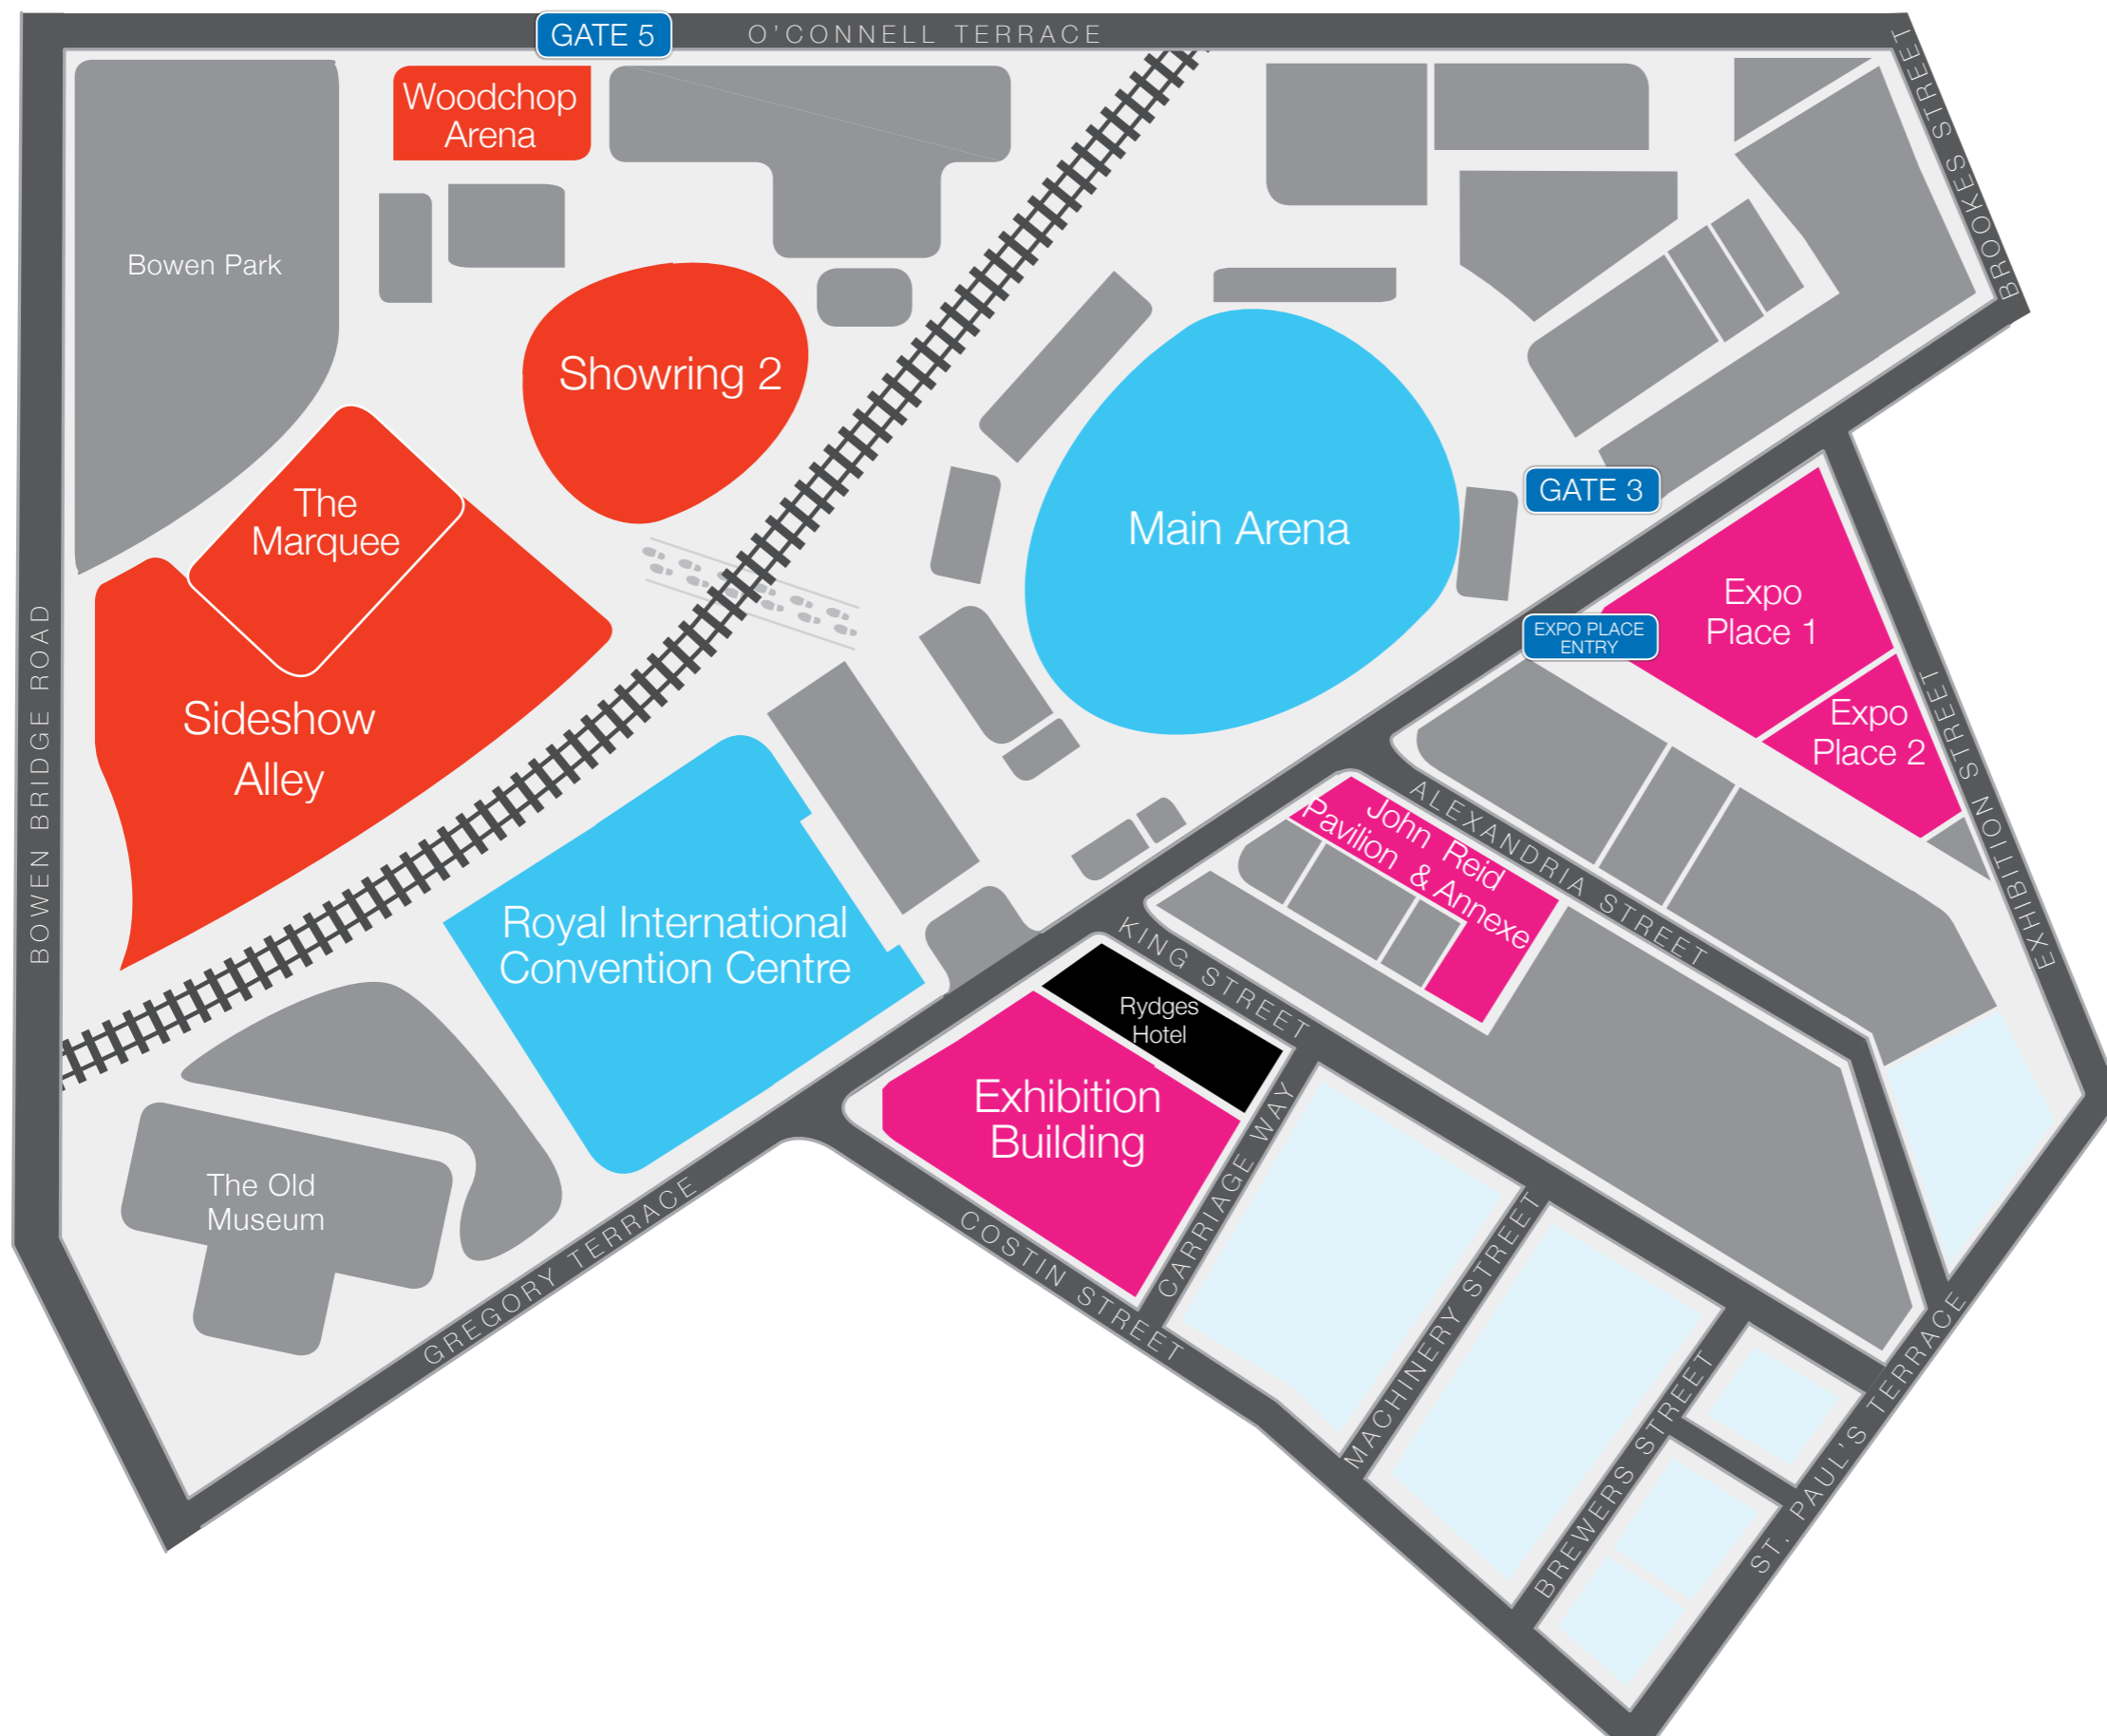 GATE 5
O'CONNELL TERRACE
Woodchop
Arena
BROOKES STREET
Bowen Park
Showring 2
The
Marquee
Main Arena
GATE 3
Expo
Place 1
EXPO PLACE
ENTRY
Expo
Place 2
BOWEN BRIDGE ROAD
Sideshow
Alley
John Reid
Pavilion & Annexe
ALEXANDRIA STREET
EXHIBITION STREET
EXHIBITION STREET
Royal International
Convention Centre
KING STREET
Rydges
Hotel
Exhibition
Building
CARRIAGE WAY
The Old
Museum
GREGORY TERRACE
COSTIN STREET
MACHINERY STREET
BREWERS STREET
ST. PAUL'S TERRACE